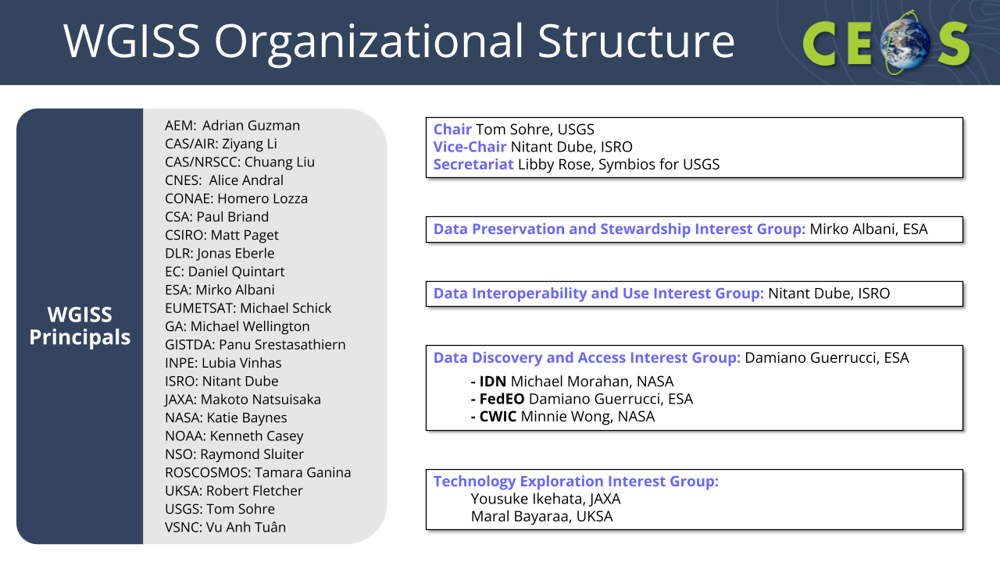 WGISS Organizational Structure
CEOS
WGISS
Principals
AEM: Adrian Guzman
CAS/AIR: Ziyang Li
CAS/NRSCC: Chuang Liu
CNES: Alice Andral
CONAE: Homero Lozza
CSA: Paul Briand
CSIRO: Matt Paget
DLR: Jonas Eberle
EC: Daniel Quintart
ESA: Mirko Albani
EUMETSAT: Michael Schick
GA: Michael Wellington
GISTDA: Panu Srestasathiern
INPE: Lubia Vinhas
ISRO: Nitant Dube
JAXA: Makoto Natsuisaka
NASA: Katie Baynes
NOAA: Kenneth Casey
NSO: Raymond Sluiter
ROSCOSMOS: Tamara Ganina
UKSA: Robert Fletcher
USGS: Tom Sohre
VSNC: Vu Anh Tuân
Chair Tom Sohre, USGS
Vice-Chair Nitant Dube, ISRO
Secretariat Libby Rose, Symbios for USGS
Data Preservation and Stewardship Interest Group: Mirko Albani, ESA
Data Interoperability and Use Interest Group: Nitant Dube, ISRO
Data Discovery and Access Interest Group: Damiano Guerrucci, ESA
- IDN Michael Morahan, NASA
- FedEO Damiano Guerrucci, ESA
- CWIC Minnie Wong, NASA
Technology Exploration Interest Group:
Yousuke Ikehata, JAXA
Maral Bayaraa, UKSA